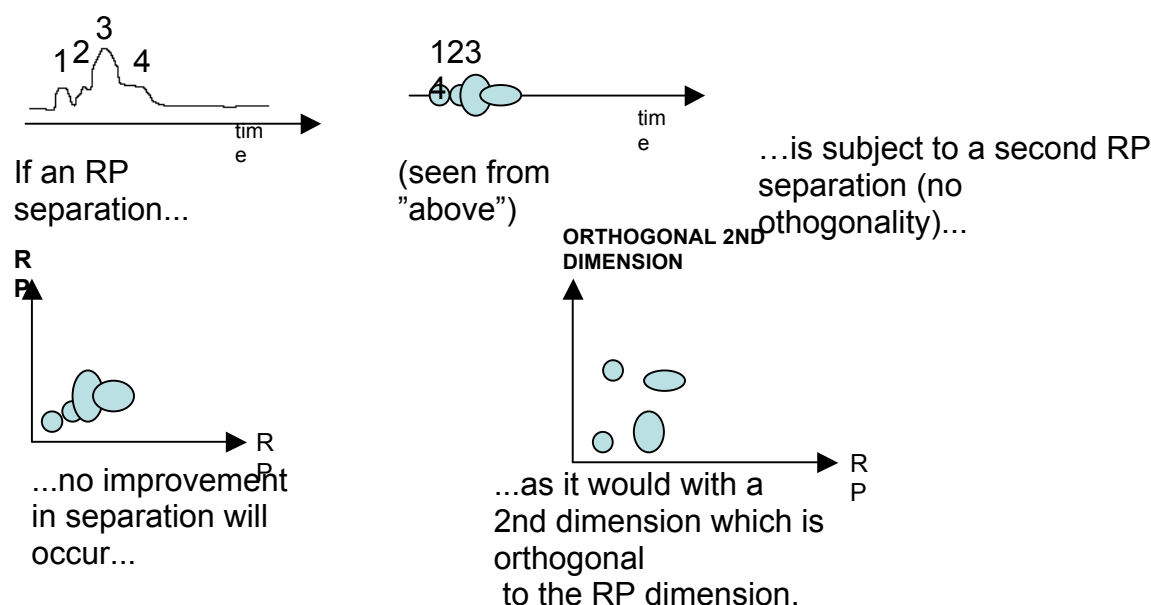 3
1 2 4
tim
e
If an RP
separation...
123
4
tim
e
(seen from
”above”)
…is subject to a second RP
separation (no
othogonality)...
R
P
R
P
...no improvement
in separation will
occur...
ORTHOGONAL 2ND
DIMENSION
R
P
...as it would with a
2nd dimension which is
orthogonal
to the RP dimension.